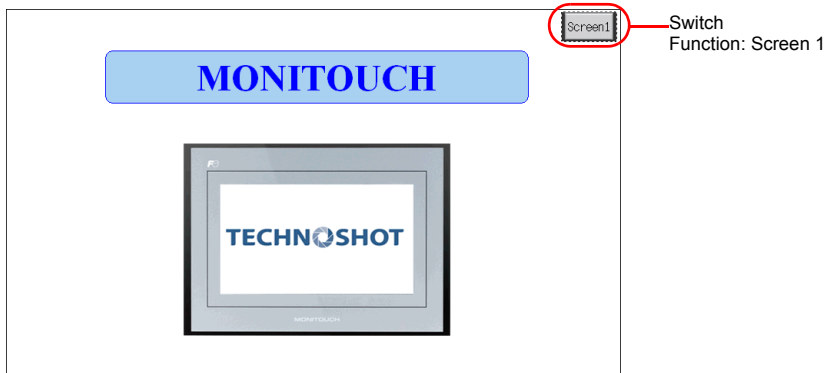 Screen1
Switch
Function: Screen 1
MONITOUCH
TECHNOSHOT
MONITOUCH